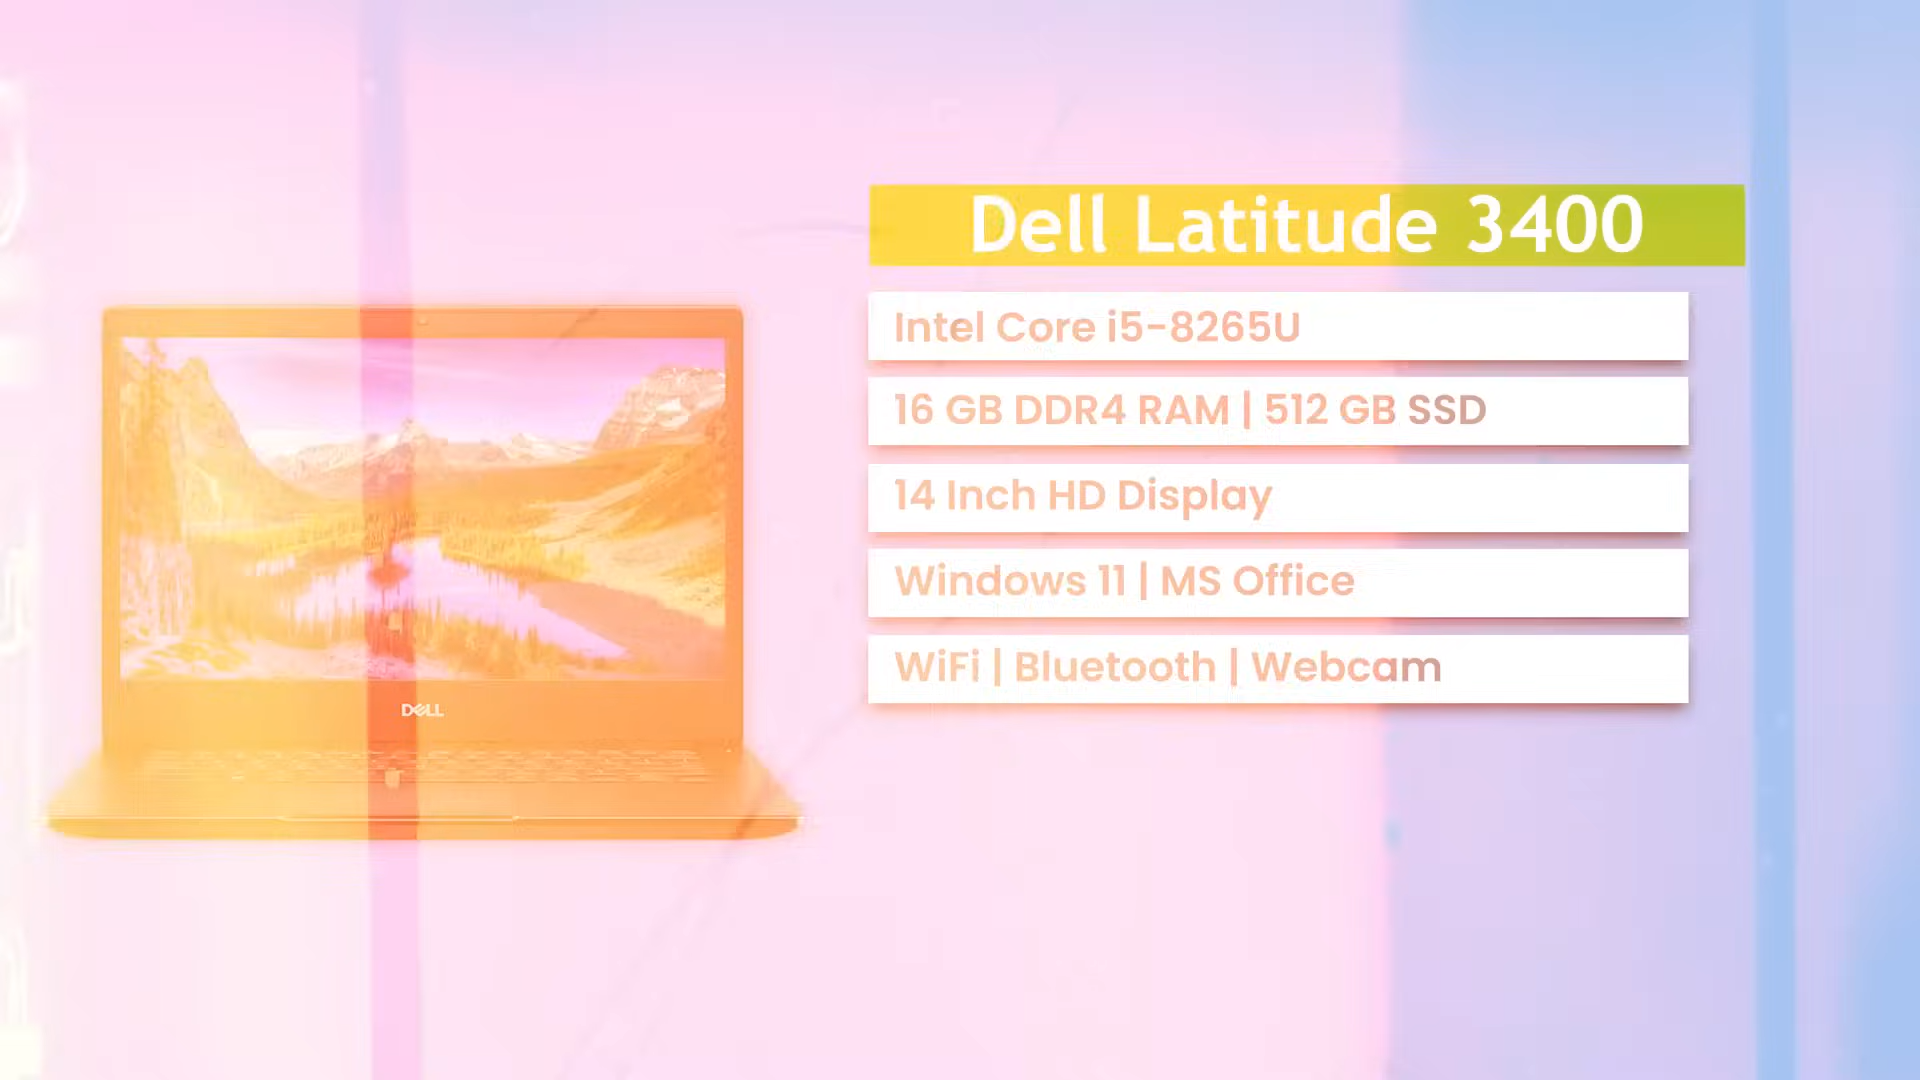 Dell Latitude 3400
Intel Core i5-8265U
16 GB DDR4 RAM | 512 GB SSD
14 Inch HD Display
Windows 11 | MS Office
WiFi | Bluetooth | Webcam
DELL